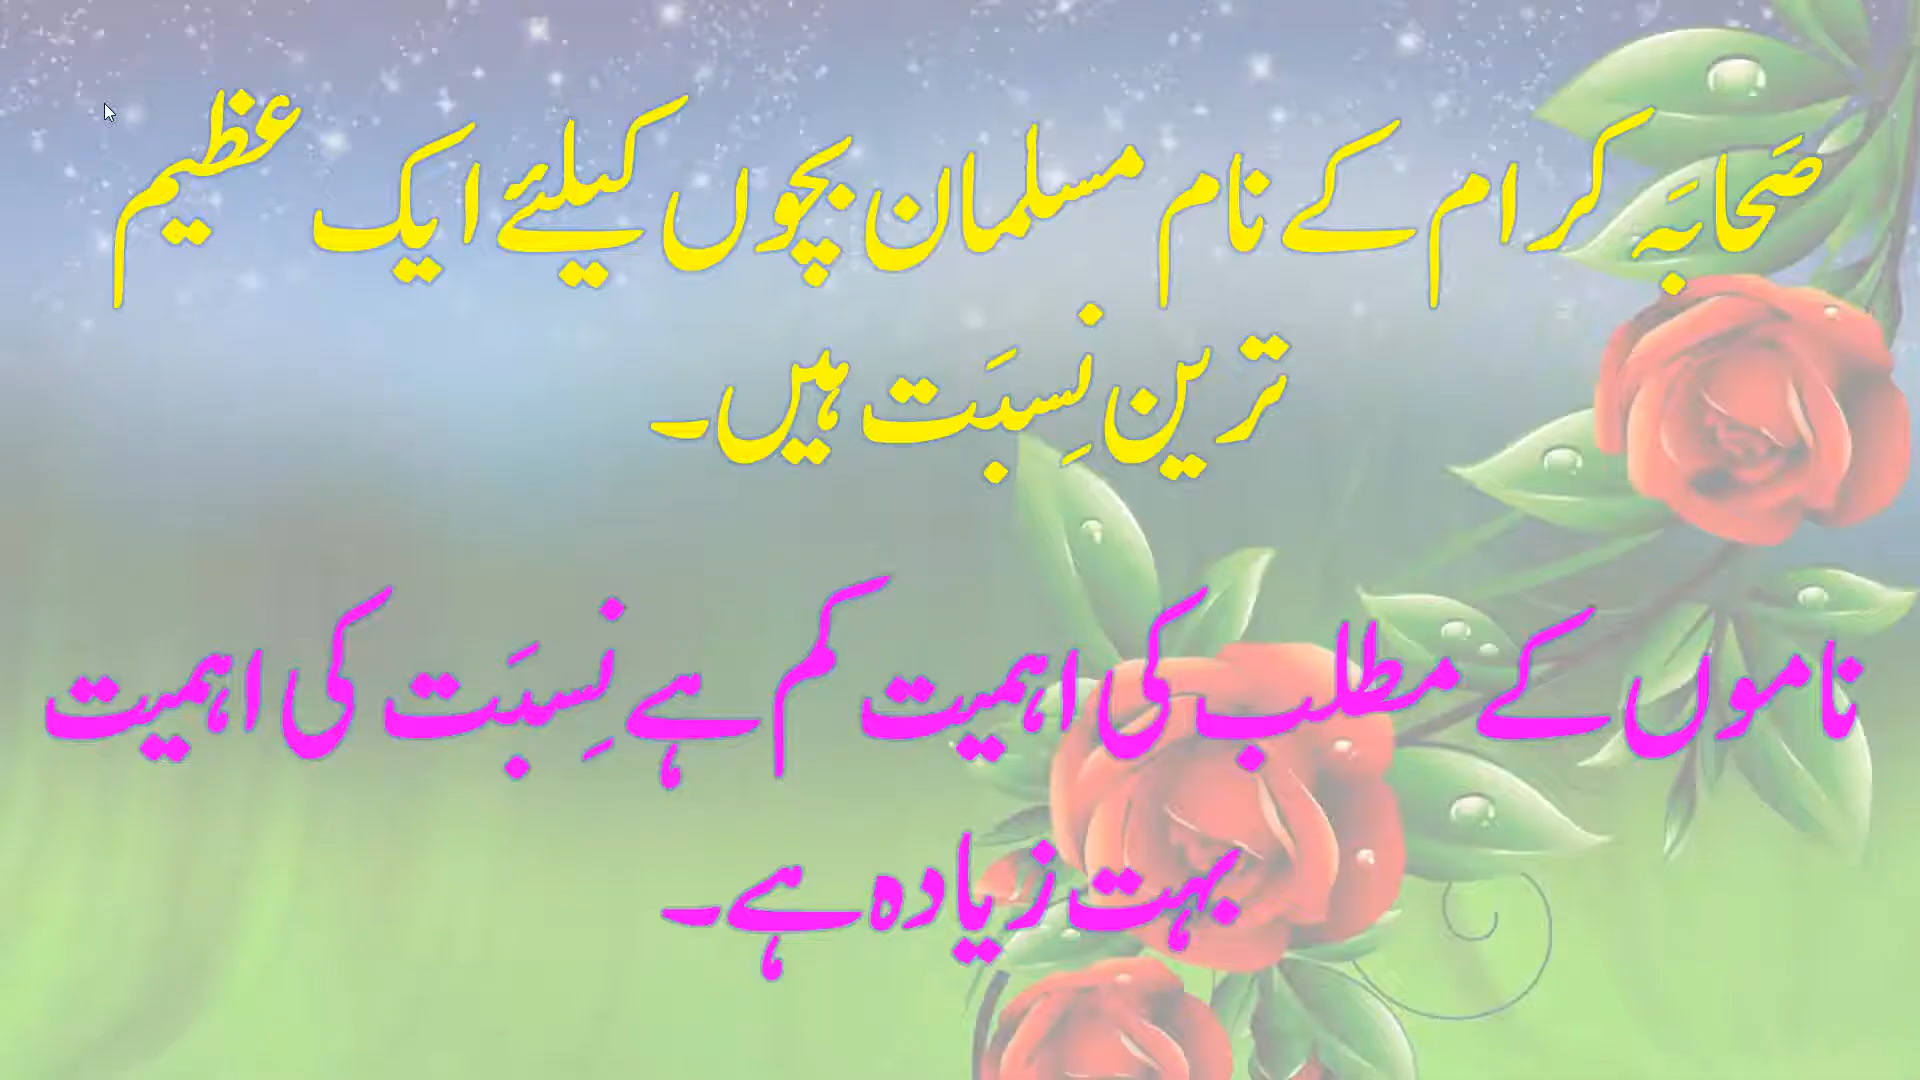 صَحابَہ کرام کے نام مسلمان بچوں کیلئے ایک عظیم
ترین نِسبَت ہیں۔
ناموں کے مطلب کی اہمیت کم ہے نِسبَت کی اہمیت
بہت زیادہ ہے۔